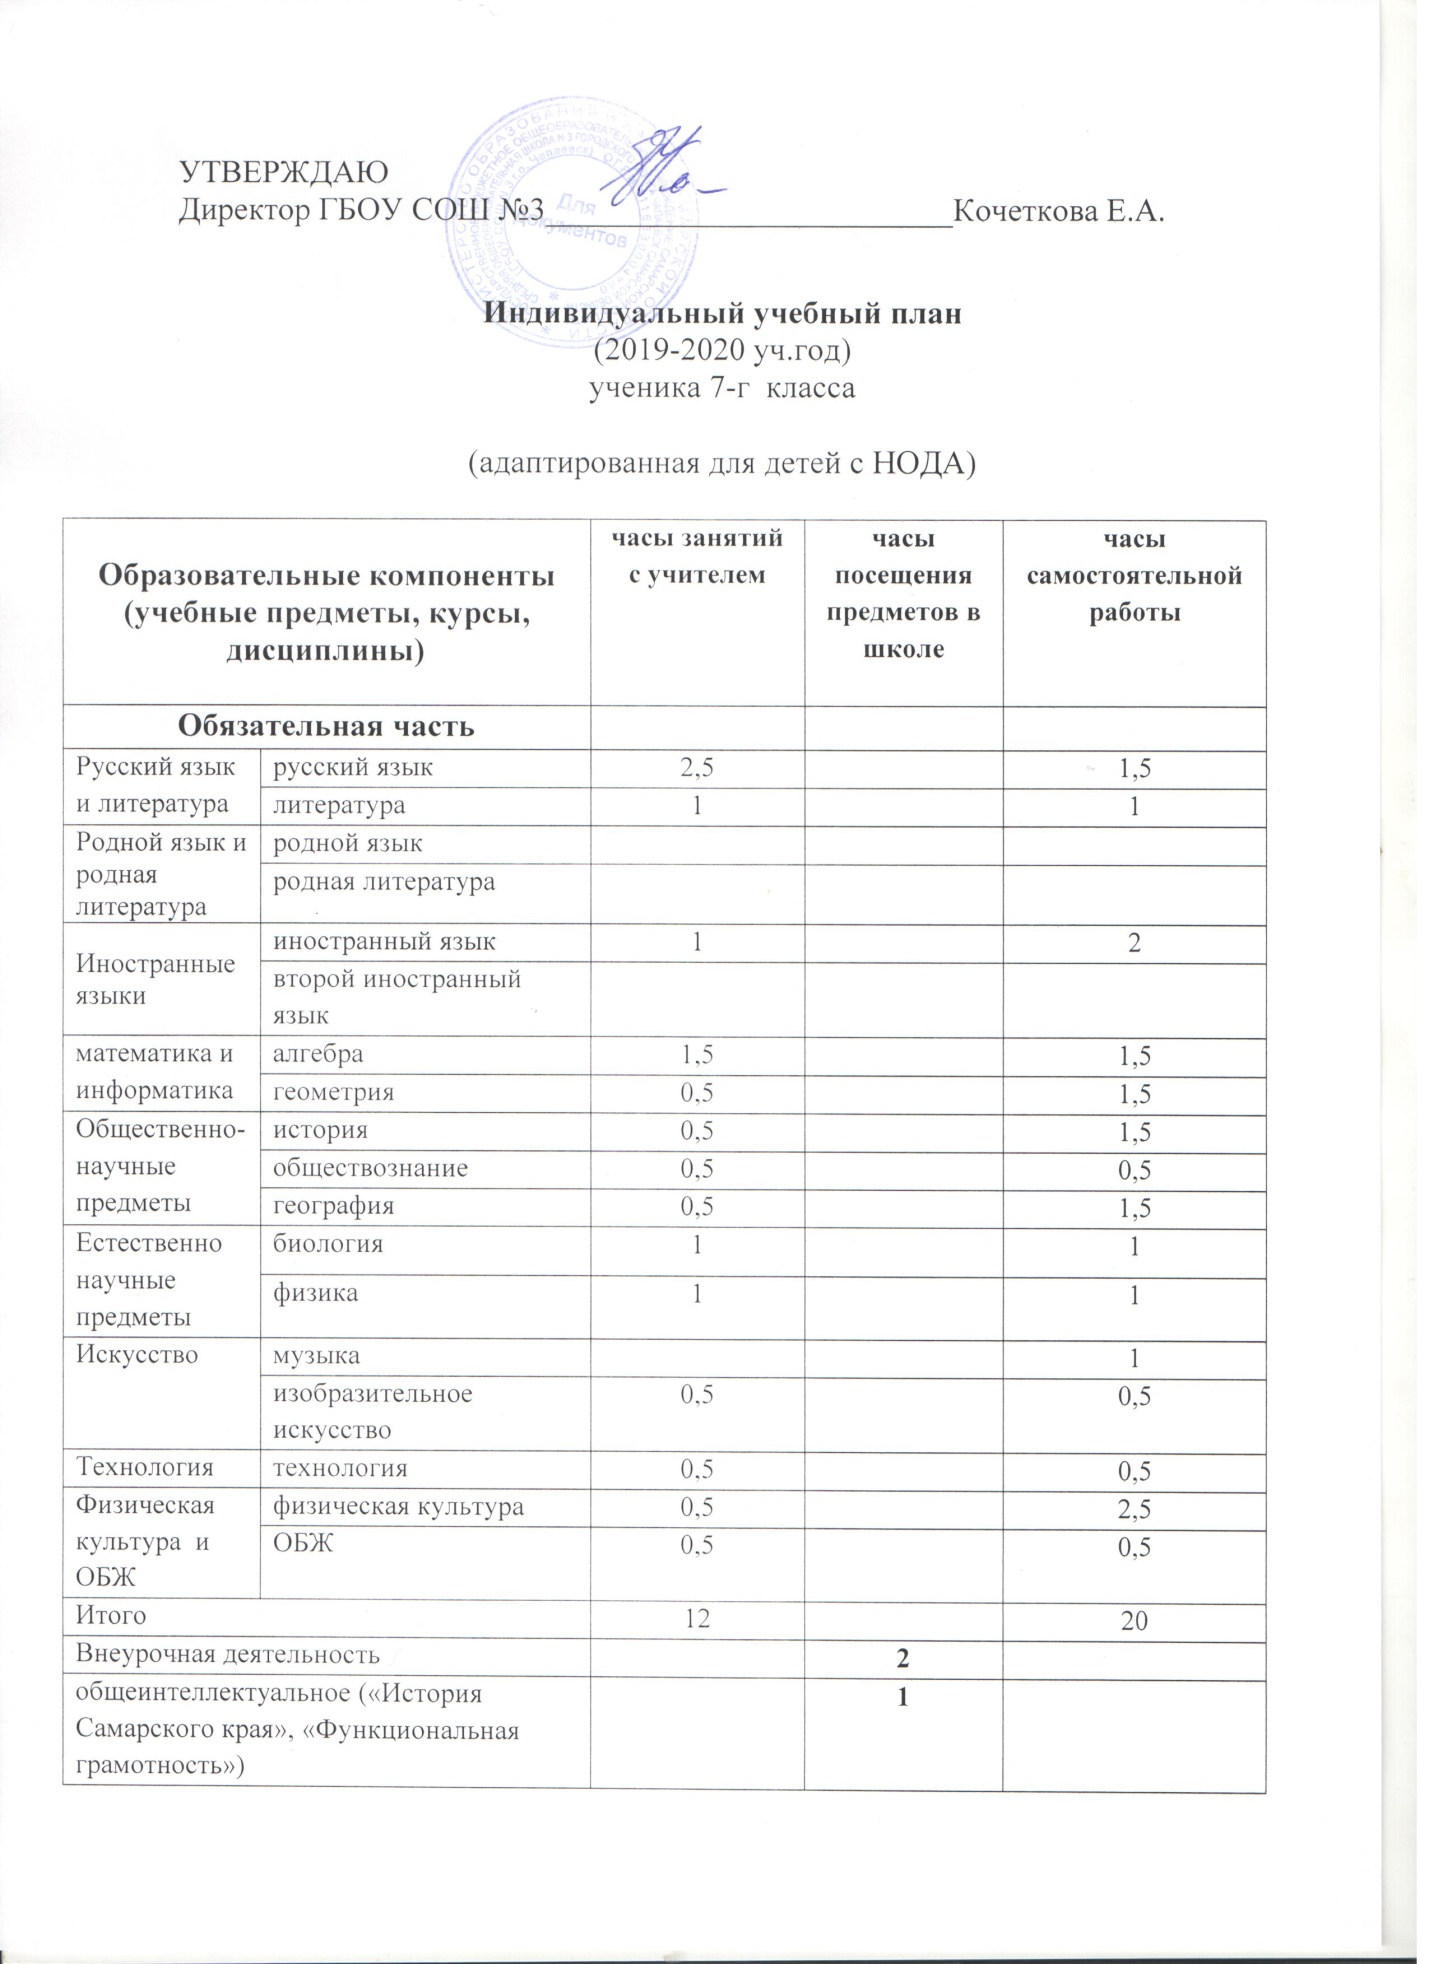 УТВЕРЖДАЮ
Директор ГБОУ СОШ №3__________________________Кочеткова Е.А.
Для
документов
Индивидуальный учебный план
(2019-2020 уч.год)
ученика 7-г класса
(адаптированная для детей с НОДА)
Образовательные компоненты (учебные предметы, курсы, дисциплины) часы занятий с учителем часы посещения предметов в школе часы самостоятельной работы
Обязательная часть
Русский язык и литература русский язык 2,5 1,5
литература 1 1
Родной язык и родная литература родной язык
родная литература
Иностранные языки иностранный язык 1 2
второй иностранный язык
математика и информатика алгебра 1,5 1,5
геометрия 0,5 1,5
Общественно-научные предметы история 0,5 1,5
обществознание 0,5 0,5
география 0,5 1,5
Естественно научные предметы биология 1 1
физика 1 1
Искусство музыка 1
изобразительное искусство 0,5 0,5
Технология технология 0,5 0,5
Физическая культура и ОБЖ физическая культура 0,5 2,5
ОБЖ 0,5 0,5
Итого 12 20
Внеурочная деятельность 2
общеинтеллектуальное («История Самарского края», «Функциональная грамотность») 1